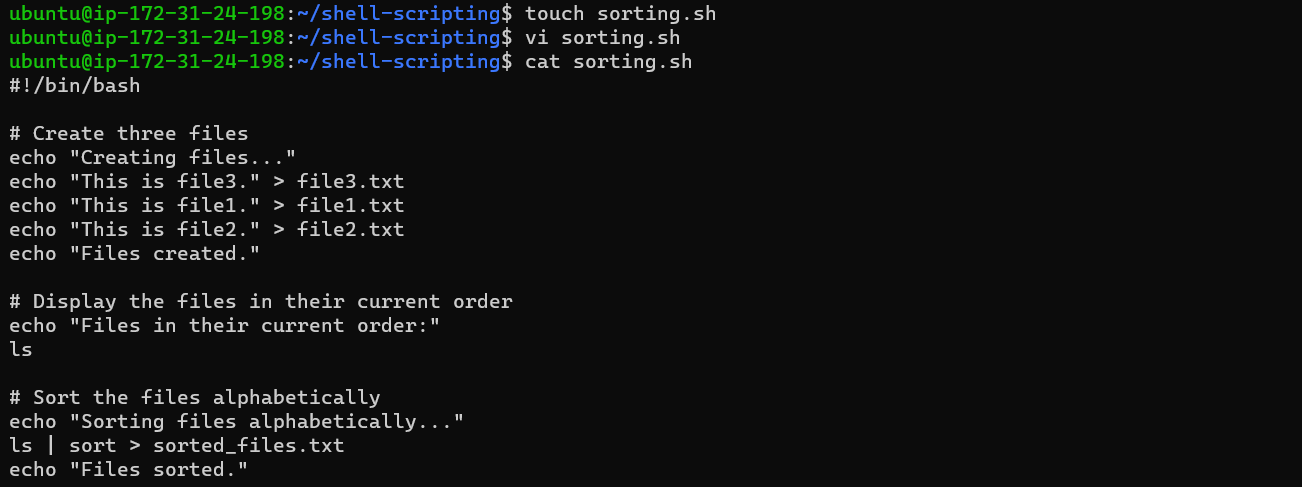 ubuntu@ip-172-31-24-198:~/shell-scripting$ touch sorting.sh
ubuntu@ip-172-31-24-198:~/shell-scripting$ vi sorting.sh
ubuntu@ip-172-31-24-198:~/shell-scripting$ cat sorting.sh
#!/bin/bash

# Create three files
echo "Creating files..."
echo "This is file3." > file3.txt
echo "This is file1." > file1.txt
echo "This is file2." > file2.txt
echo "Files created."

# Display the files in their current order
echo "Files in their current order:"
ls

# Sort the files alphabetically
echo "Sorting files alphabetically..."
ls | sort > sorted_files.txt
echo "Files sorted."